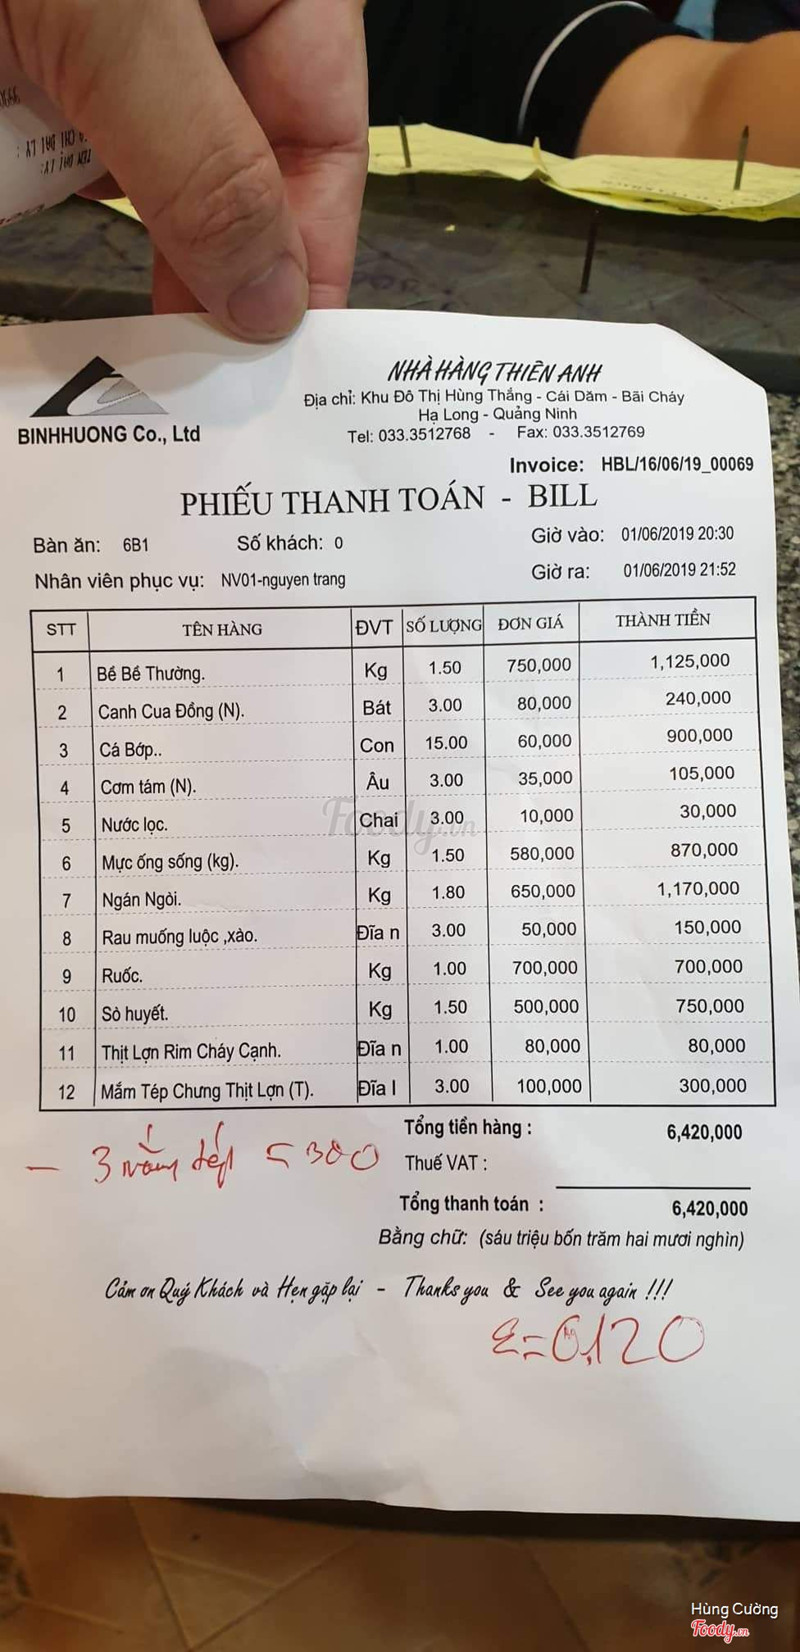 NHÀ HÀNG THIÊN ANH
Địa chỉ: Khu Đô Thị Hùng Thắng - Cái Dăm - Bãi Cháy
Hạ Long - Quảng Ninh
BINHHUONG Co., Ltd
Tel: 033.3512768 - Fax: 033.3512769
Invoice: HBL/16/06/19_00069
PHIẾU THANH TOÁN - BILL
Bàn ăn: 6B1 Số khách: 0 Giờ vào: 01/06/2019 20:30
Nhân viên phục vụ: NV01-nguyen trang Giờ ra: 01/06/2019 21:52
STT TÊN HÀNG ĐVT SỐ LƯỢNG ĐƠN GIÁ THÀNH TIỀN
1 Bề Bề Thường. Kg 1.50 750,000 1,125,000
2 Canh Cua Đồng (N). Bát 3.00 80,000 240,000
3 Cá Bớp.. Con 15.00 60,000 900,000
4 Cơm tám (N). Âu 3.00 35,000 105,000
5 Nước lọc. Chai 3.00 10,000 30,000
6 Mực ống sống (kg). Kg 1.50 580,000 870,000
7 Ngán Ngòi. Kg 1.80 650,000 1,170,000
8 Rau muống luộc ,xào. Đĩa n 3.00 50,000 150,000
9 Ruốc. Kg 1.00 700,000 700,000
10 Sò huyết. Kg 1.50 500,000 750,000
11 Thịt Lợn Rim Cháy Cạnh. Đĩa n 1.00 80,000 80,000
12 Mắm Tép Chưng Thịt Lợn (T). Đĩa l 3.00 100,000 300,000
Foody.vn
Tổng tiền hàng : 6,420,000
- 3 mắm tép = 300
Thuế VAT :
Tổng thanh toán : 6,420,000
Bằng chữ: (sáu triệu bốn trăm hai mươi nghìn)
Cảm ơn Quý Khách và Hẹn gặp lại - Thanks you & See you again !!!
= 6,120
Hùng Cường
Foody.vn